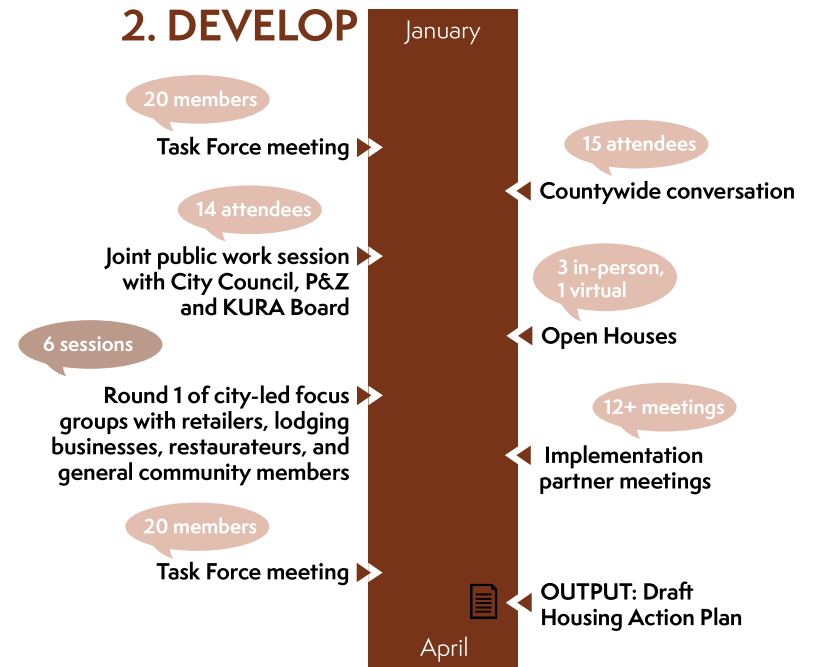 2. DEVELOP
January
20 members
Task Force meeting
15 attendees
Countywide conversation
14 attendees
Joint public work session
with City Council, P&Z
and KURA Board
3 in-person,
1 virtual
Open Houses
6 sessions
Round 1 of city-led focus
groups with retailers, lodging
businesses, restaurateurs, and
general community members
12+ meetings
Implementation
partner meetings
20 members
Task Force meeting
OUTPUT: Draft
Housing Action Plan
April